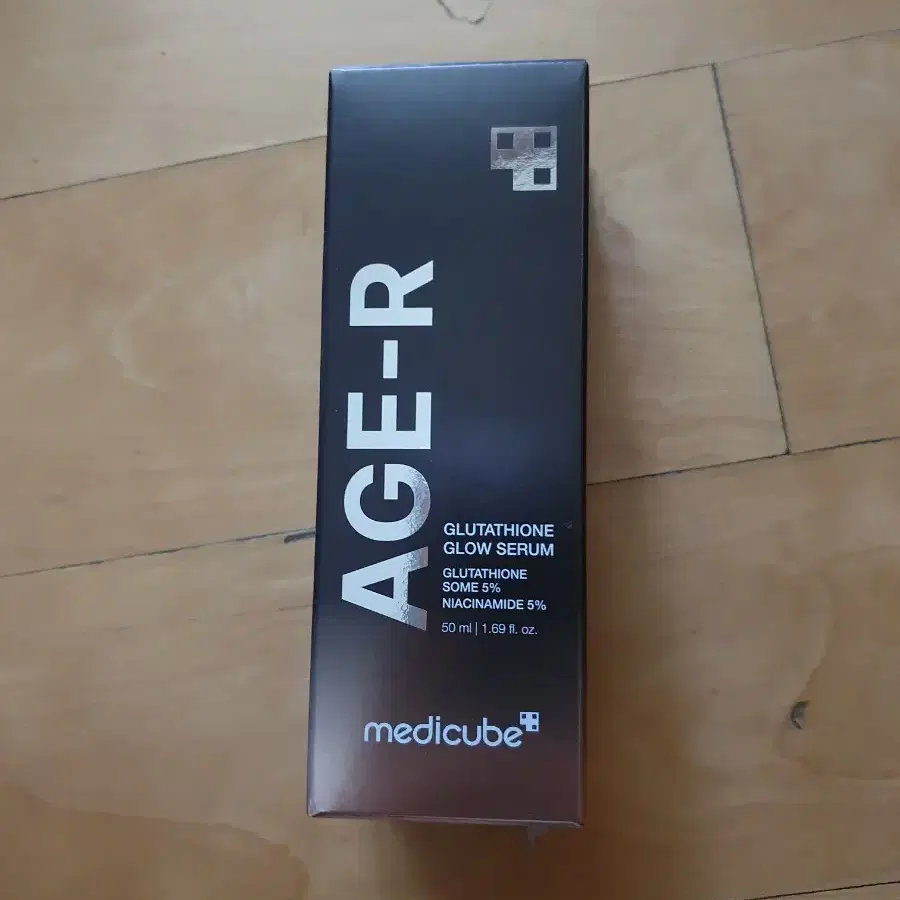 AGE-R
GLUTATHIONE
GLOW SERUM
GLUTATHIONE
SOME 5%
NIACINAMIDE 5%
50 ml | 1.69 fl. oz.
medicube